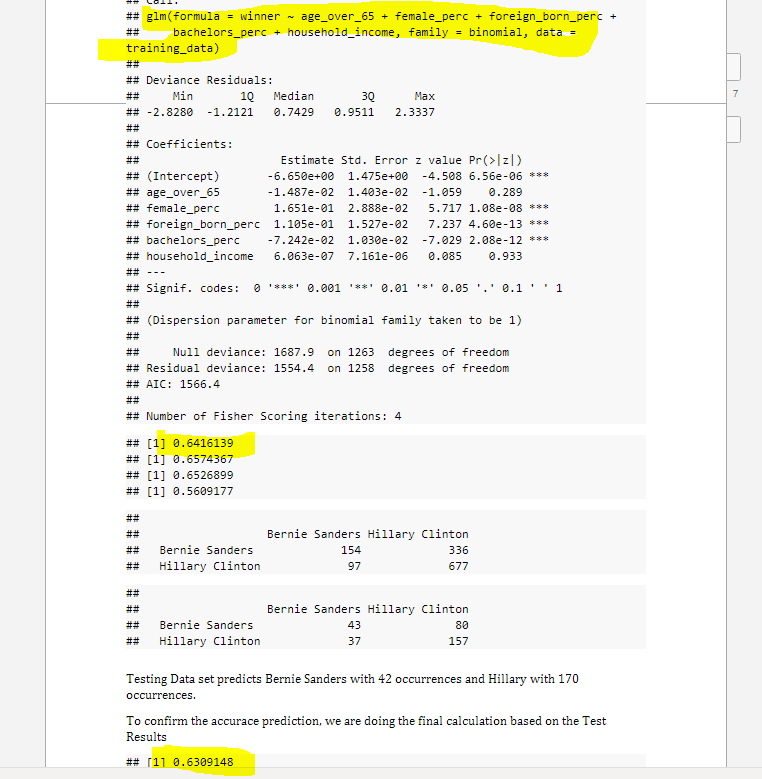 ## Call:
## glm(formula = winner ~ age_over_65 + female_perc + foreign_born_perc +
##     bachelors_perc + household_income, family = binomial, data =
training_data)
##
## Deviance Residuals:
##     Min       1Q   Median       3Q      Max
## -2.8280  -1.2121   0.7429   0.9511   2.3337
##
## Coefficients:
##                     Estimate Std. Error z value Pr(>|z|)
## (Intercept)       -6.650e+00  1.475e+00  -4.508 6.56e-06 ***
## age_over_65       -1.487e-02  1.403e-02  -1.059    0.289
## female_perc        1.651e-01  2.888e-02   5.717 1.08e-08 ***
## foreign_born_perc  1.105e-01  1.527e-02   7.237 4.60e-13 ***
## bachelors_perc    -7.242e-02  1.030e-02  -7.029 2.08e-12 ***
## household_income   6.063e-07  7.161e-06   0.085    0.933
## ---
## Signif. codes:  0 '***' 0.001 '**' 0.01 '*' 0.05 '.' 0.1 ' ' 1
##
## (Dispersion parameter for binomial family taken to be 1)
##
##     Null deviance: 1687.9  on 1263  degrees of freedom
## Residual deviance: 1554.4  on 1258  degrees of freedom
## AIC: 1566.4
##
## Number of Fisher Scoring iterations: 4
## [1] 0.6416139
## [1] 0.6574367
## [1] 0.6526899
## [1] 0.5609177
##
##                   Bernie Sanders Hillary Clinton
##   Bernie Sanders             154             336
##   Hillary Clinton             97             677
##
##                   Bernie Sanders Hillary Clinton
##   Bernie Sanders              43              80
##   Hillary Clinton             37             157
Testing Data set predicts Bernie Sanders with 42 occurrences and Hillary with 170
occurrences.
To confirm the accurace prediction, we are doing the final calculation based on the Test
Results
## [1] 0.6309148
7